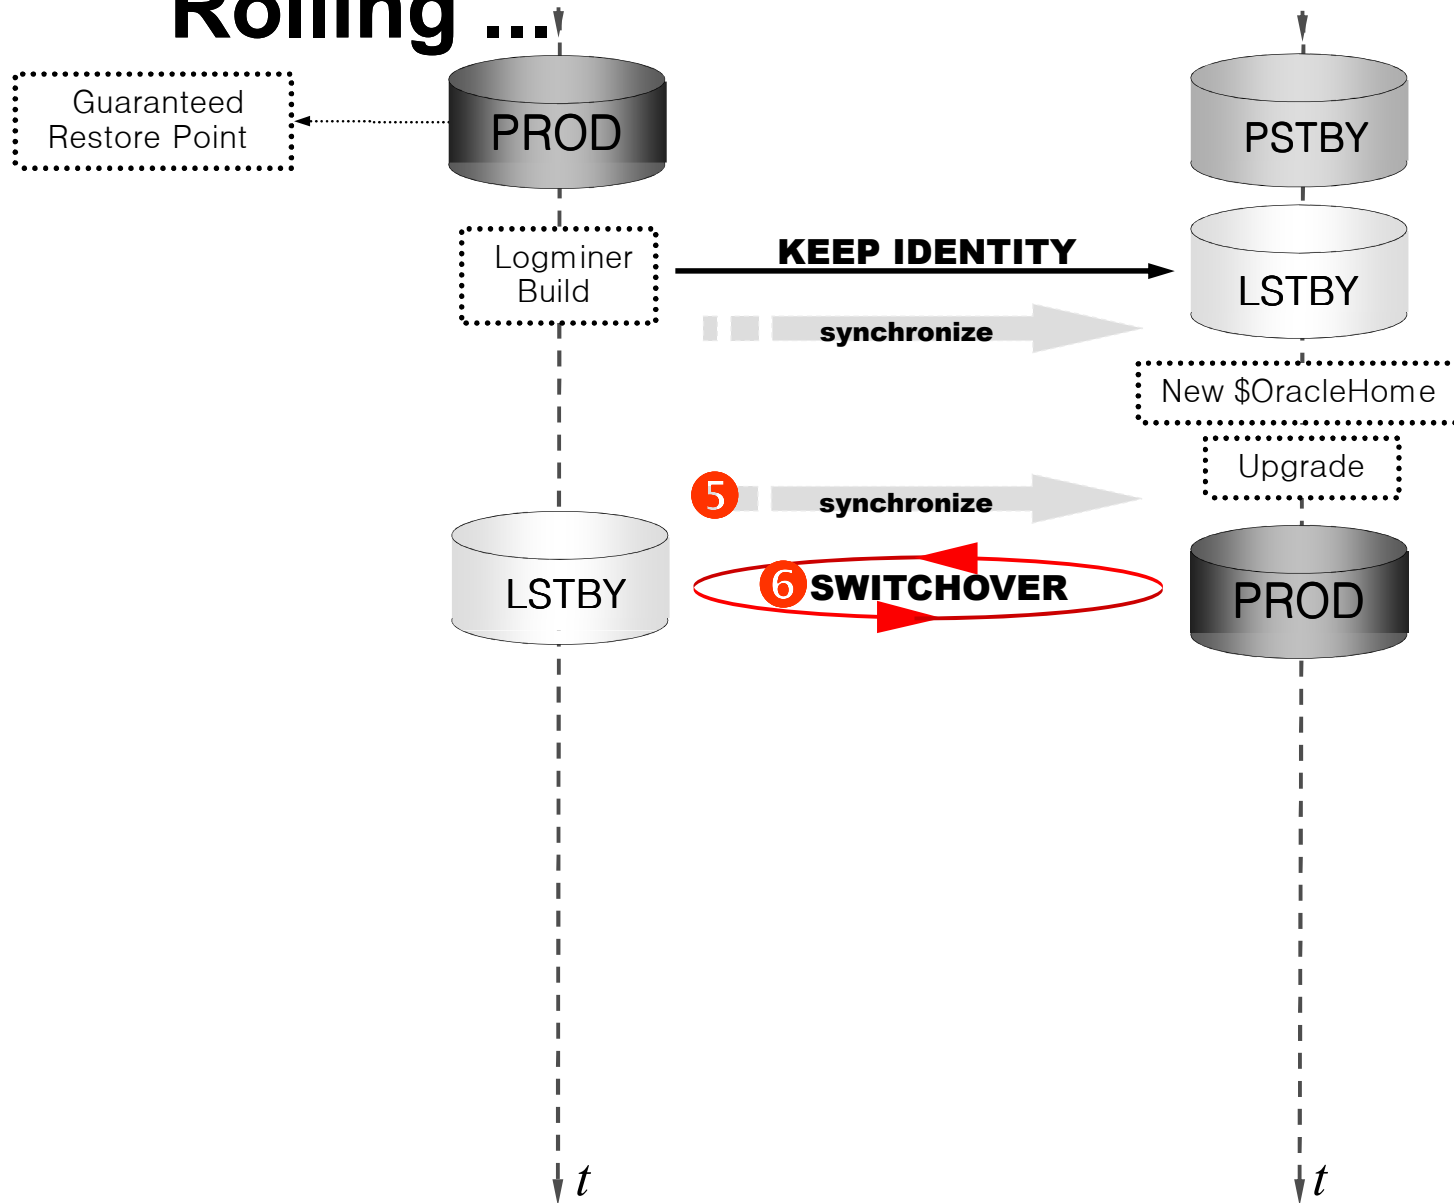 Rolling ...
Guaranteed
Restore Point
PROD
PSTBY
Logminer
Build
KEEP IDENTITY
LSTBY
synchronize
New $OracleHome
Upgrade
5
synchronize
LSTBY
6 SWITCHOVER
PROD
t
t